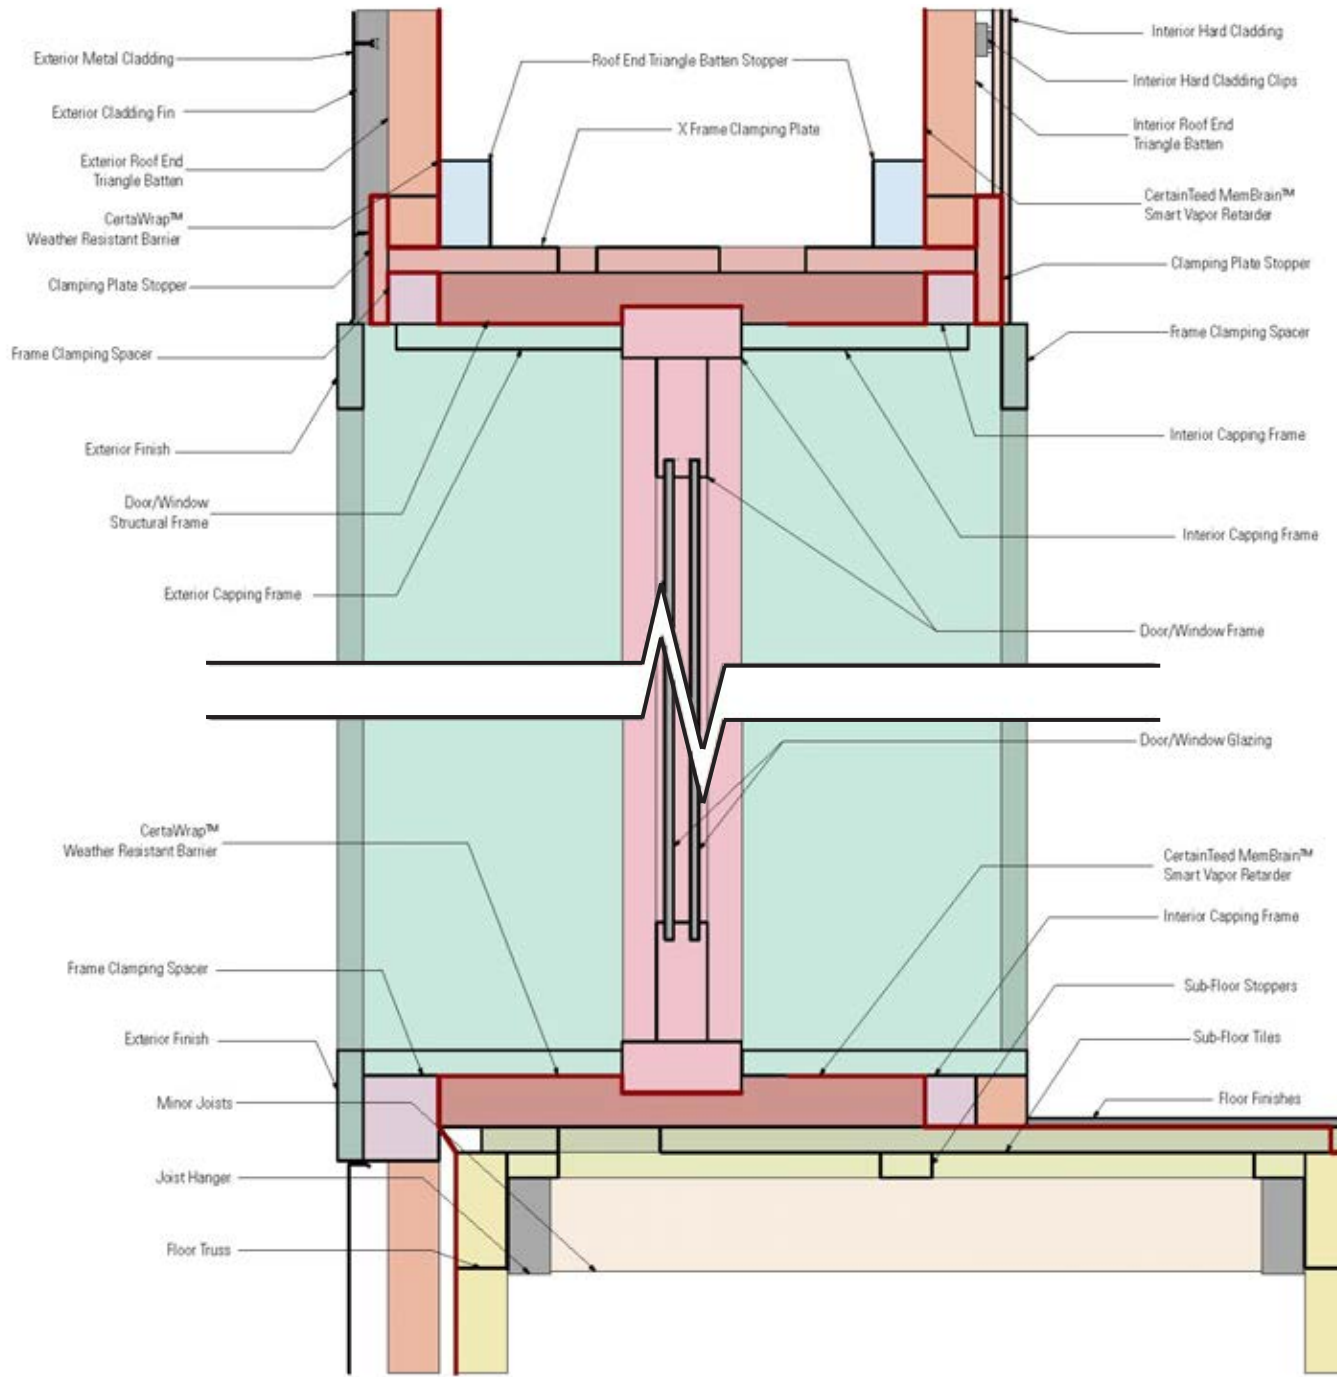 Exterior Metal Cladding
Exterior Cladding Fin
Exterior Roof End
Triangle Batten
CertaWrap™
Weather Resistant Barrier
Clamping Plate Stopper
Frame Clamping Spacer
Exterior Finish
Door/Window
Structural Frame
Exterior Capping Frame
CertaWrap™
Weather Resistant Barrier
Frame Clamping Spacer
Exterior Finish
Minor Joists
Joist Hanger
Floor Truss
Roof End Triangle Batten Stopper
X Frame Clamping Plate
Interior Hard Cladding
Interior Hard Cladding Clips
Interior Roof End
Triangle Batten
CertainTeed MemBrain™
Smart Vapor Retarder
Clamping Plate Stopper
Frame Clamping Spacer
Interior Capping Frame
Interior Capping Frame
Door/Window Frame
Door/Window Glazing
CertainTeed MemBrain™
Smart Vapor Retarder
Interior Capping Frame
Sub-Floor Stoppers
Sub-Floor Tiles
Floor Finishes